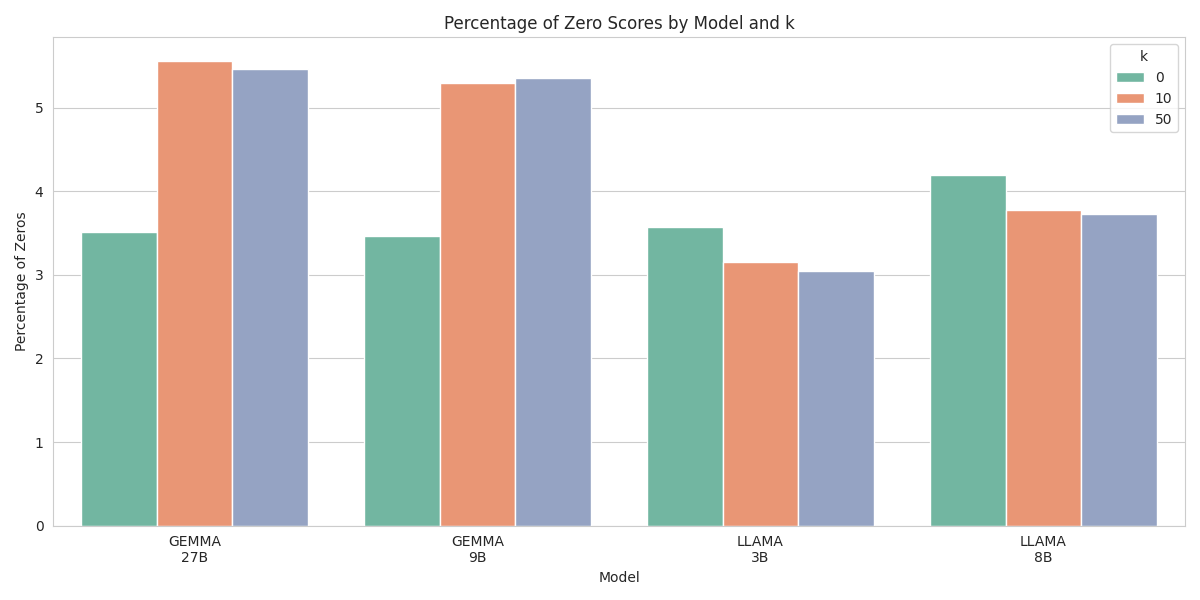 Percentage of Zero Scores by Model and k
k
0
10
50
Percentage of Zeros
5
4
3
2
1
0
GEMMA
27B
GEMMA
9B
LLAMA
3B
LLAMA
8B
Model